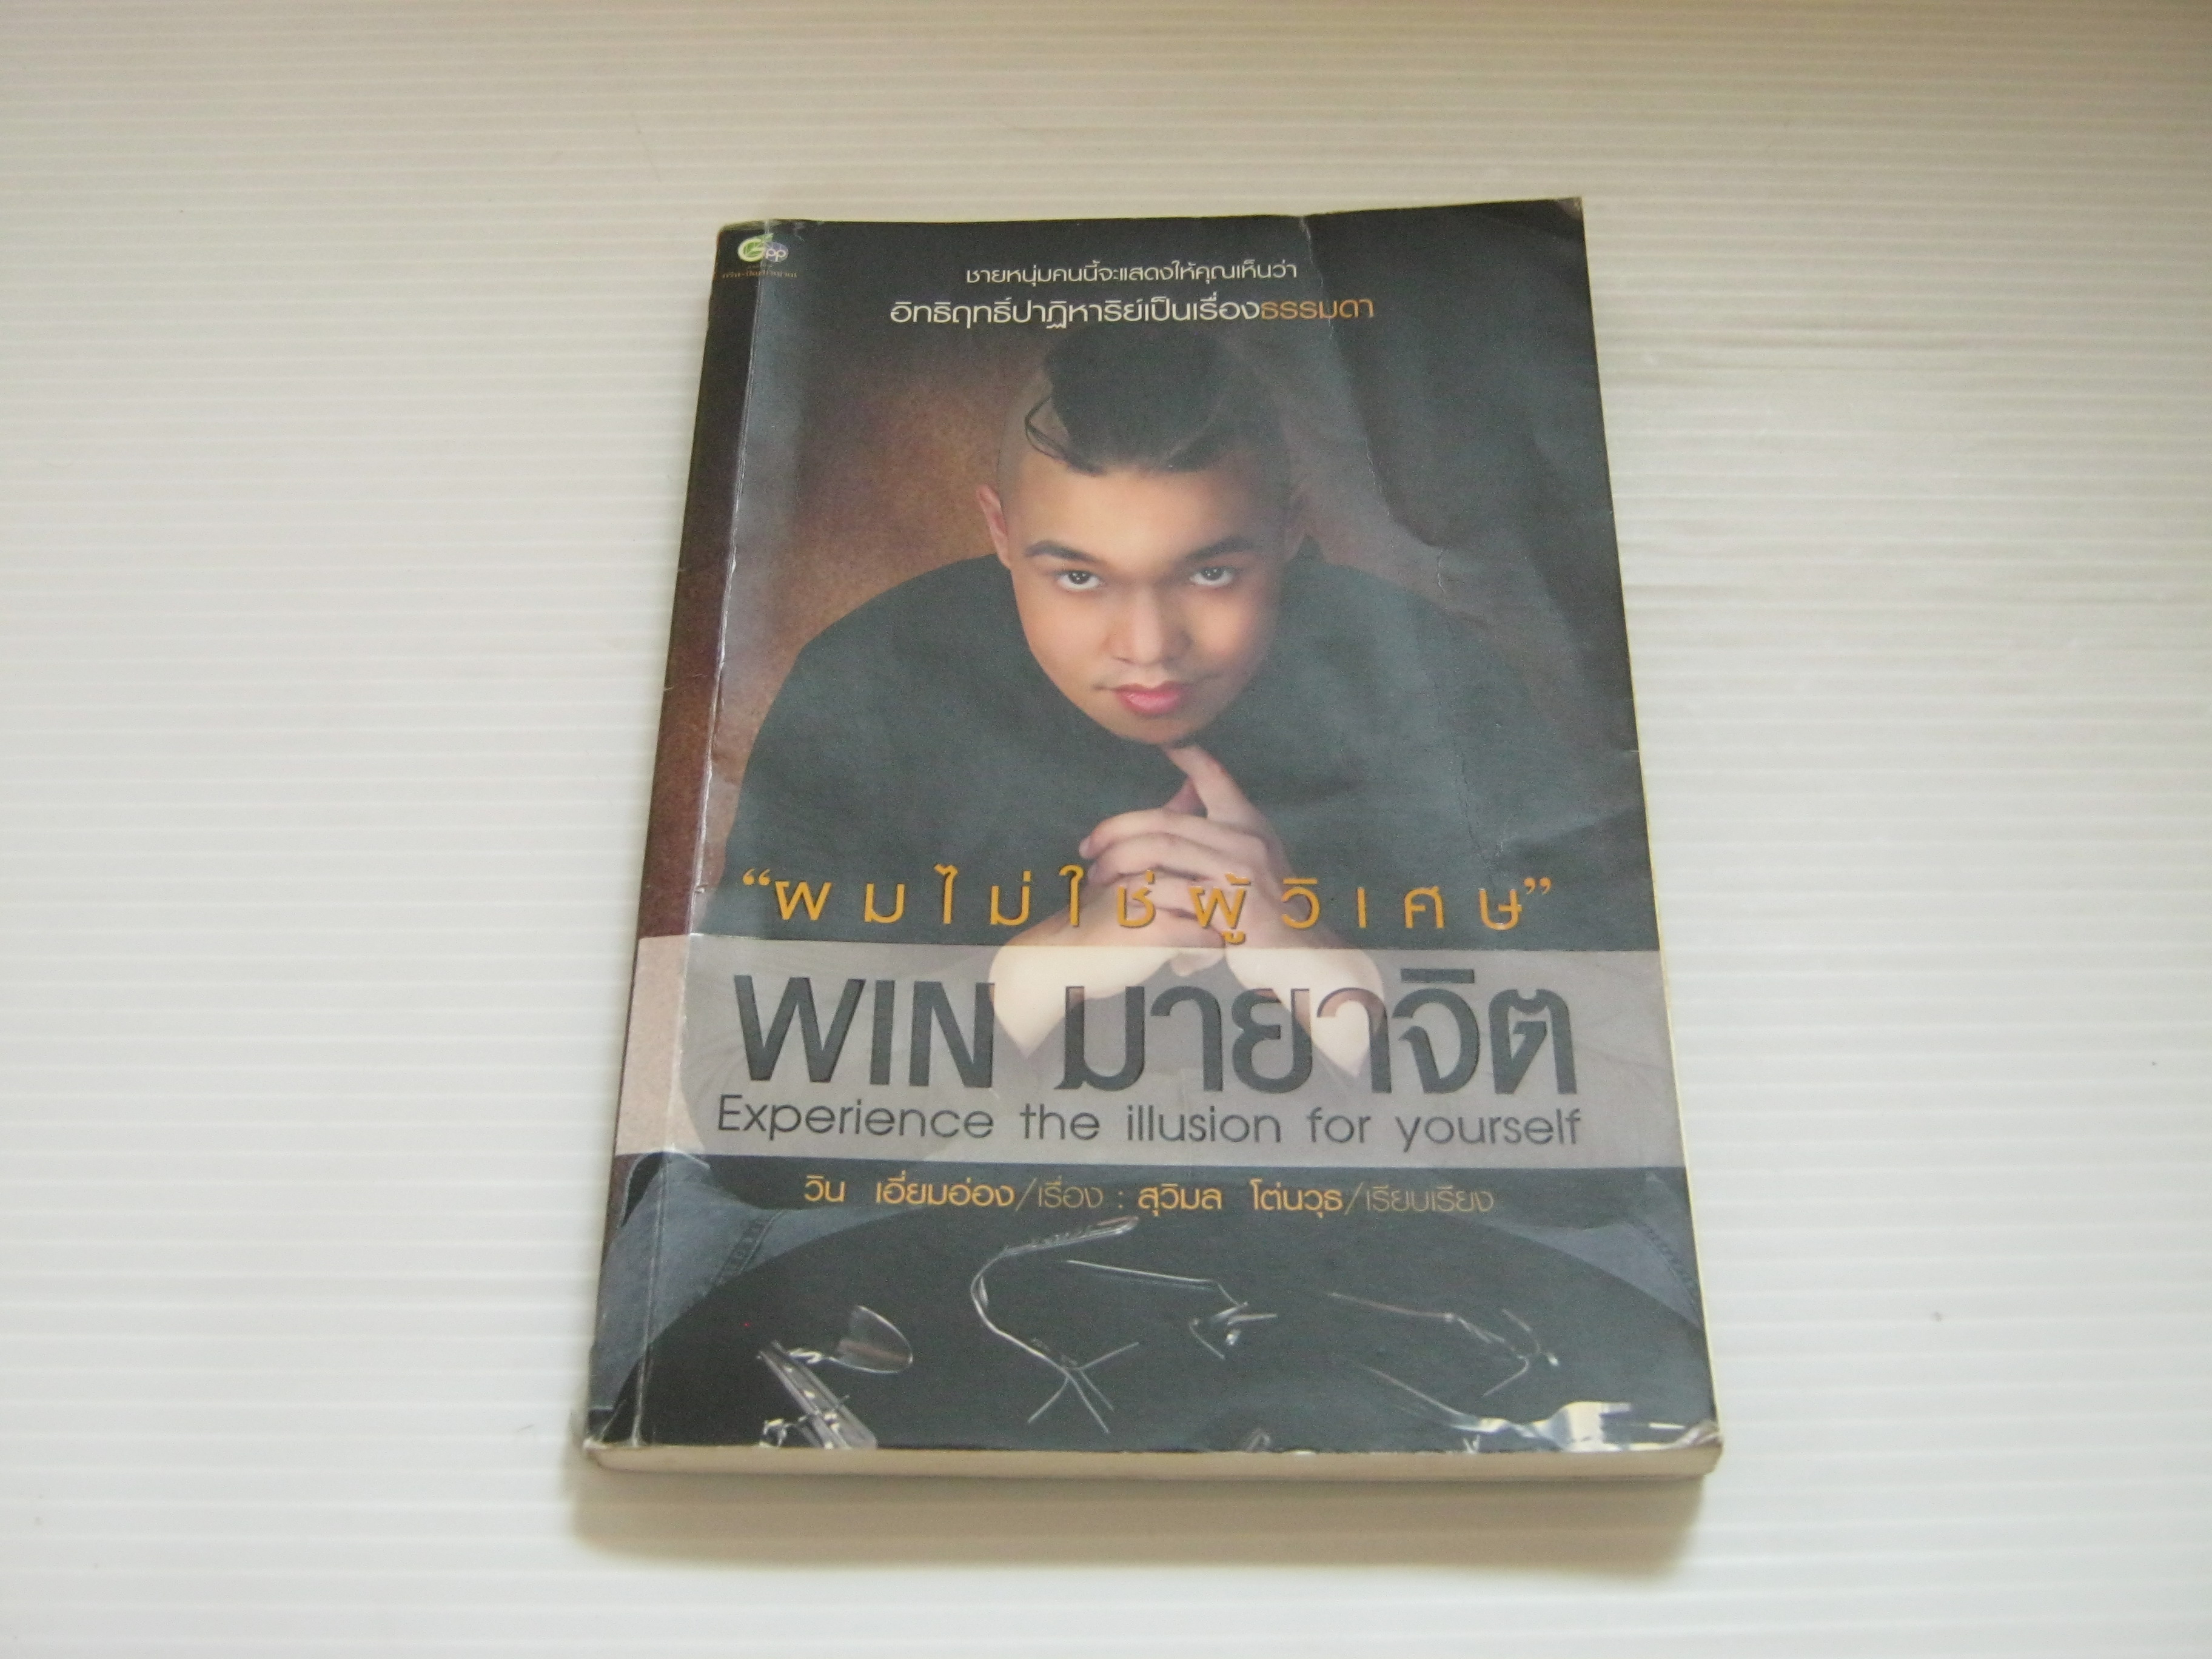 ชายหนุ่มคนนี้จะแสดงให้คุณเห็นว่า
อิทธิฤทธิ์ปาฏิหาริย์เป็นเรื่องธรรมดา
“ผมไม่ใช่ผู้วิเศษ”
WIN มายาจิต
Experience the illusion for yourself
วิน เอี่ยมอ่อง/เรื่อง : สุวิมล โต่นวุธ/เรียบเรียง